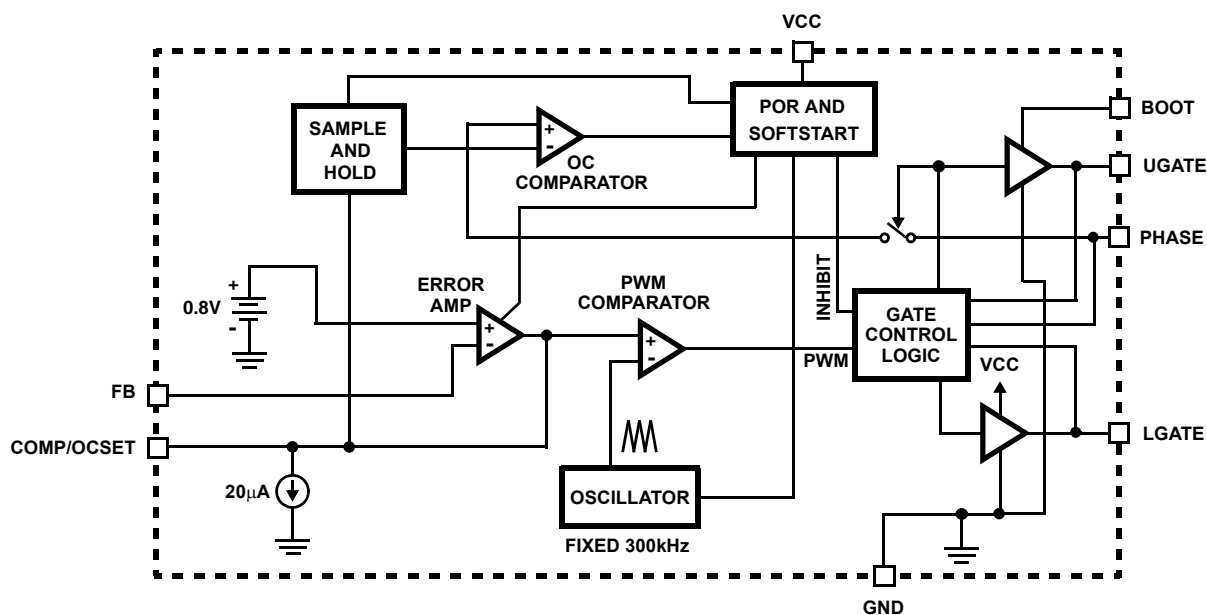 VCC
SAMPLE
AND
HOLD
+
-
OC
COMPARATOR
POR AND
SOFTSTART
BOOT
UGATE
PHASE
+
0.8V
-
ERROR
AMP
+
-
PWM
COMPARATOR
+
-
INHIBIT
PWM
GATE
CONTROL
LOGIC
VCC
FB
COMP/OCSET
LGATE
20μA
OSCILLATOR
FIXED 300kHz
GND